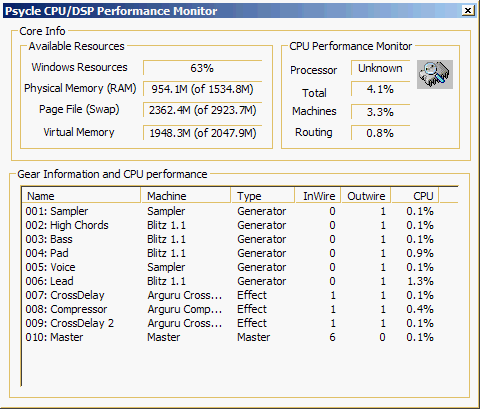 Psycle CPU/DSP Performance Monitor
Core Info
Available Resources
Windows Resources 63%
Physical Memory (RAM) 954.1M (of 1534.8M)
Page File (Swap) 2362.4M (of 2923.7M)
Virtual Memory 1948.3M (of 2047.9M)
CPU Performance Monitor
Processor Unknown
Total 4.1%
Machines 3.3%
Routing 0.8%
Gear Information and CPU performance
Name Machine Type InWire Outwire CPU
001: Sampler Sampler Generator 0 1 0.1%
002: High Chords Blitz 1.1 Generator 0 1 0.1%
003: Bass Blitz 1.1 Generator 0 1 0.1%
004: Pad Blitz 1.1 Generator 0 1 0.9%
005: Voice Sampler Generator 0 1 0.1%
006: Lead Blitz 1.1 Generator 0 1 1.3%
007: CrossDelay Arguru Cross... Effect 1 1 0.1%
008: Compressor Arguru Comp... Effect 1 1 0.4%
009: CrossDelay 2 Arguru Cross... Effect 1 1 0.1%
010: Master Master Master 6 0 0.1%